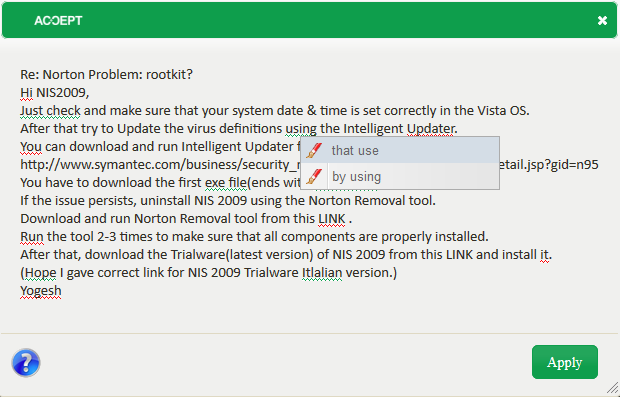 ACCEPT
Re: Norton Problem: rootkit?
Hi NIS2009,
Just check and make sure that your system date & time is set correctly in the Vista OS.
After that try to Update the virus definitions using the Intelligent Updater.
You can download and run Intelligent Updater f
that use
http://www.symantec.com/business/security_r etail.jsp?gid=n95
by using
You have to download the first exe file(ends wit
If the issue persists, uninstall NIS 2009 using the Norton Removal tool.
Download and run Norton Removal tool from this LINK .
Run the tool 2-3 times to make sure that all components are properly installed.
After that, download the Trialware(latest version) of NIS 2009 from this LINK and install it.
(Hope I gave correct link for NIS 2009 Trialware Itlalian version.)
Yogesh
?
Apply